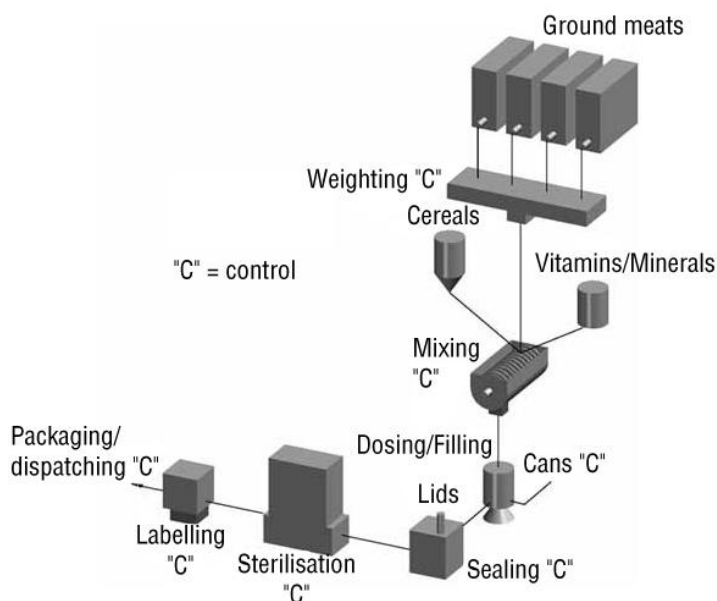 Ground meats
Weighting "C"
Cereals
"C" = control
Vitamins/Minerals
Mixing
"C"
Dosing/Filling
Cans "C"
Packaging/
dispatching "C"
Lids
Labelling
"C"
Sterilisation
"C"
Sealing "C"